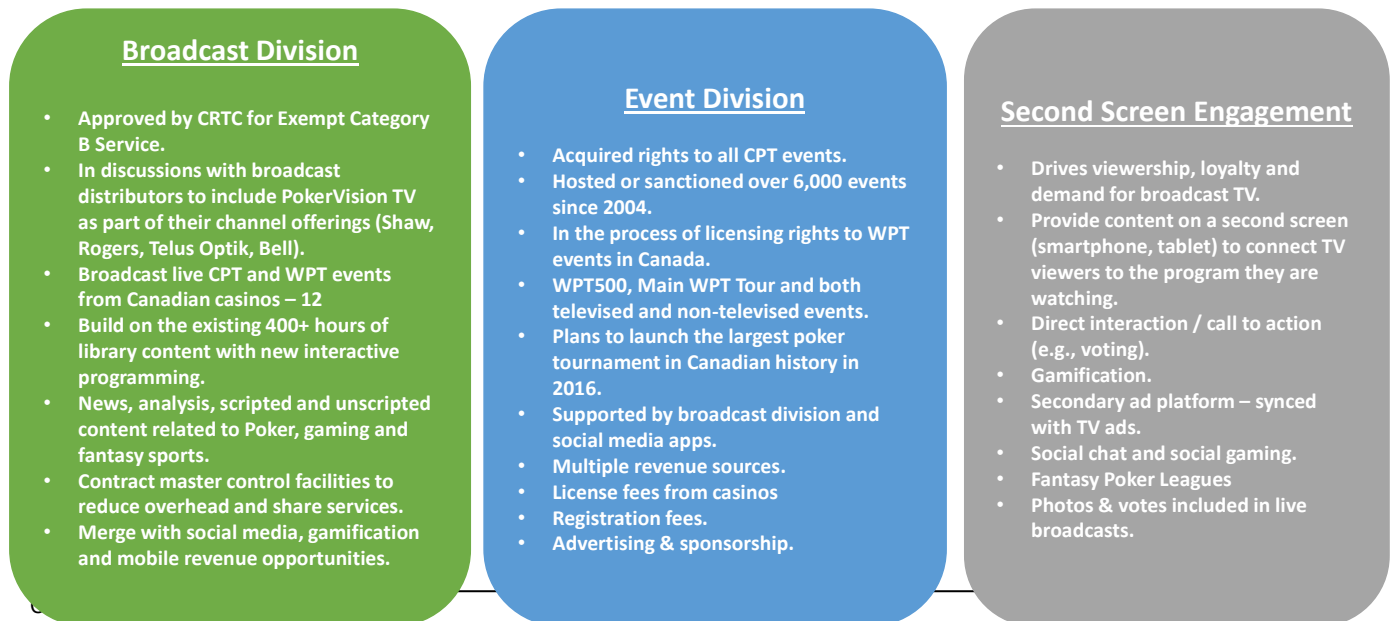 Broadcast Division
• Approved by CRTC for Exempt Category
B Service.
• In discussions with broadcast
distributors to include PokerVision TV
as part of their channel offerings (Shaw,
Rogers, Telus Optik, Bell).
• Broadcast live CPT and WPT events
from Canadian casinos – 12
• Build on the existing 400+ hours of
library content with new interactive
programming.
• News, analysis, scripted and unscripted
content related to Poker, gaming and
fantasy sports.
• Contract master control facilities to
reduce overhead and share services.
• Merge with social media, gamification
and mobile revenue opportunities.
Event Division
• Acquired rights to all CPT events.
• Hosted or sanctioned over 6,000 events
since 2004.
• In the process of licensing rights to WPT
events in Canada.
• WPT500, Main WPT Tour and both
televised and non-televised events.
• Plans to launch the largest poker
tournament in Canadian history in
2016.
• Supported by broadcast division and
social media apps.
• Multiple revenue sources.
• License fees from casinos
• Registration fees.
• Advertising & sponsorship.
Second Screen Engagement
• Drives viewership, loyalty and
demand for broadcast TV.
• Provide content on a second screen
(smartphone, tablet) to connect TV
viewers to the program they are
watching.
• Direct interaction / call to action
(e.g., voting).
• Gamification.
• Secondary ad platform – synced
with TV ads.
• Social chat and social gaming.
• Fantasy Poker Leagues
• Photos & votes included in live
broadcasts.